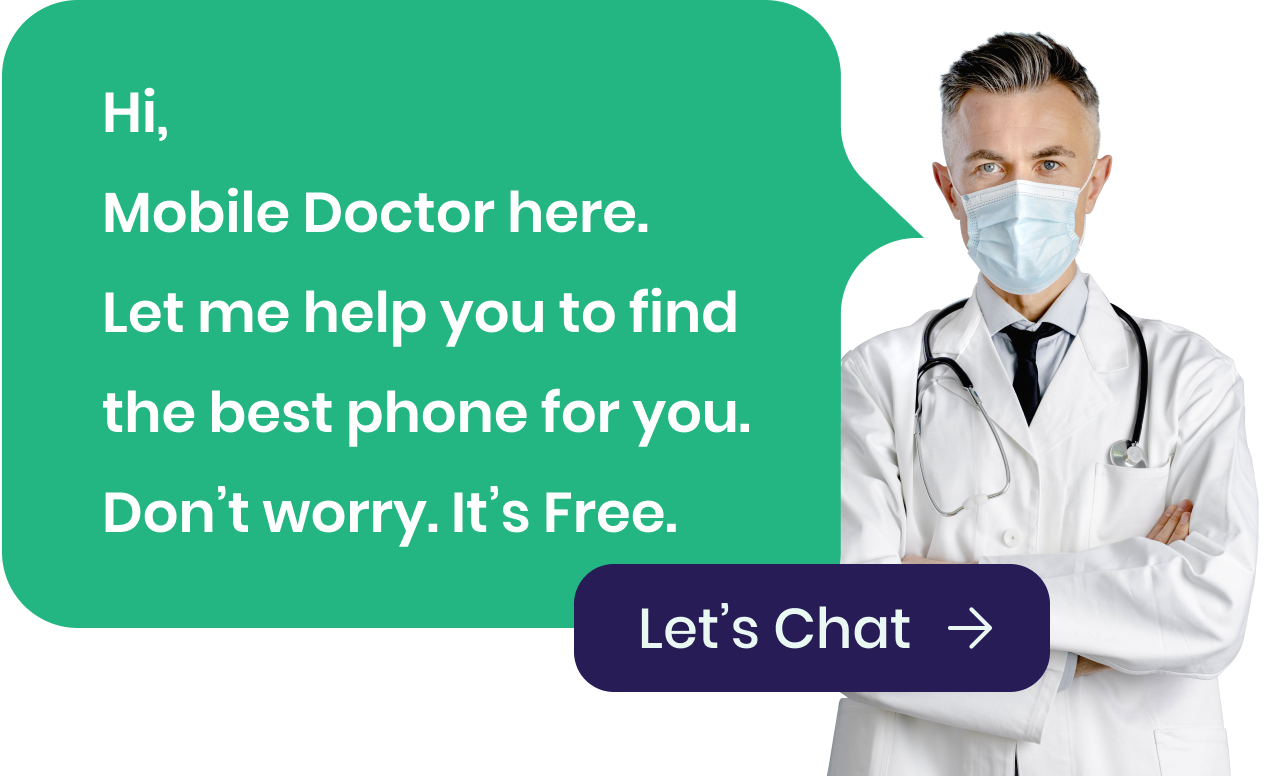 Hi,
Mobile Doctor here.
Let me help you to find
the best phone for you.
Don’t worry. It’s Free.
Let’s Chat →